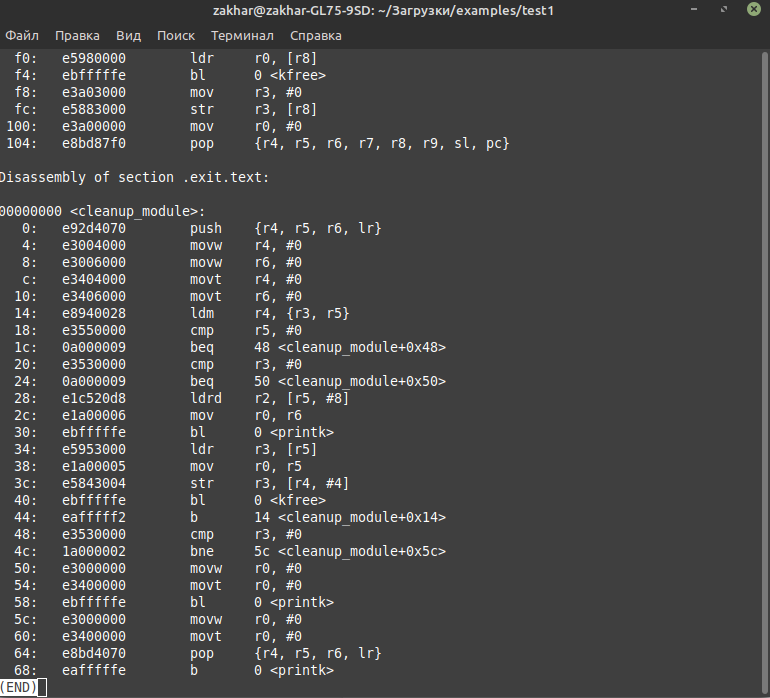 zakhar@zakhar-GL75-9SD: ~/Загрузки/examples/test1
Файл Правка Вид Поиск Терминал Справка
f0: e5980000 ldr r0, [r8]
f4: ebfffffe bl 0 <kfree>
f8: e3a03000 mov r3, #0
fc: e5883000 str r3, [r8]
100: e3a00000 mov r0, #0
104: e8bd87f0 pop {r4, r5, r6, r7, r8, r9, sl, pc}
Disassembly of section .exit.text:
00000000 <cleanup_module>:
0: e92d4070 push {r4, r5, r6, lr}
4: e3004000 movw r4, #0
8: e3006000 movw r6, #0
c: e3404000 movt r4, #0
10: e3406000 movt r6, #0
14: e8940028 ldm r4, {r3, r5}
18: e3550000 cmp r5, #0
1c: 0a000009 beq 48 <cleanup_module+0x48>
20: e3530000 cmp r3, #0
24: 0a000009 beq 50 <cleanup_module+0x50>
28: e1c520d8 ldrd r2, [r5, #8]
2c: e1a00006 mov r0, r6
30: ebfffffe bl 0 <printk>
34: e5953000 ldr r3, [r5]
38: e1a00005 mov r0, r5
3c: e5843004 str r3, [r4, #4]
40: ebfffffe bl 0 <kfree>
44: eafffff2 b 14 <cleanup_module+0x14>
48: e3530000 cmp r3, #0
4c: 1a000002 bne 5c <cleanup_module+0x5c>
50: e3000000 movw r0, #0
54: e3400000 movt r0, #0
58: ebfffffe bl 0 <printk>
5c: e3000000 movw r0, #0
60: e3400000 movt r0, #0
64: e8bd4070 pop {r4, r5, r6, lr}
68: eafffffe b 0 <printk>
(END)